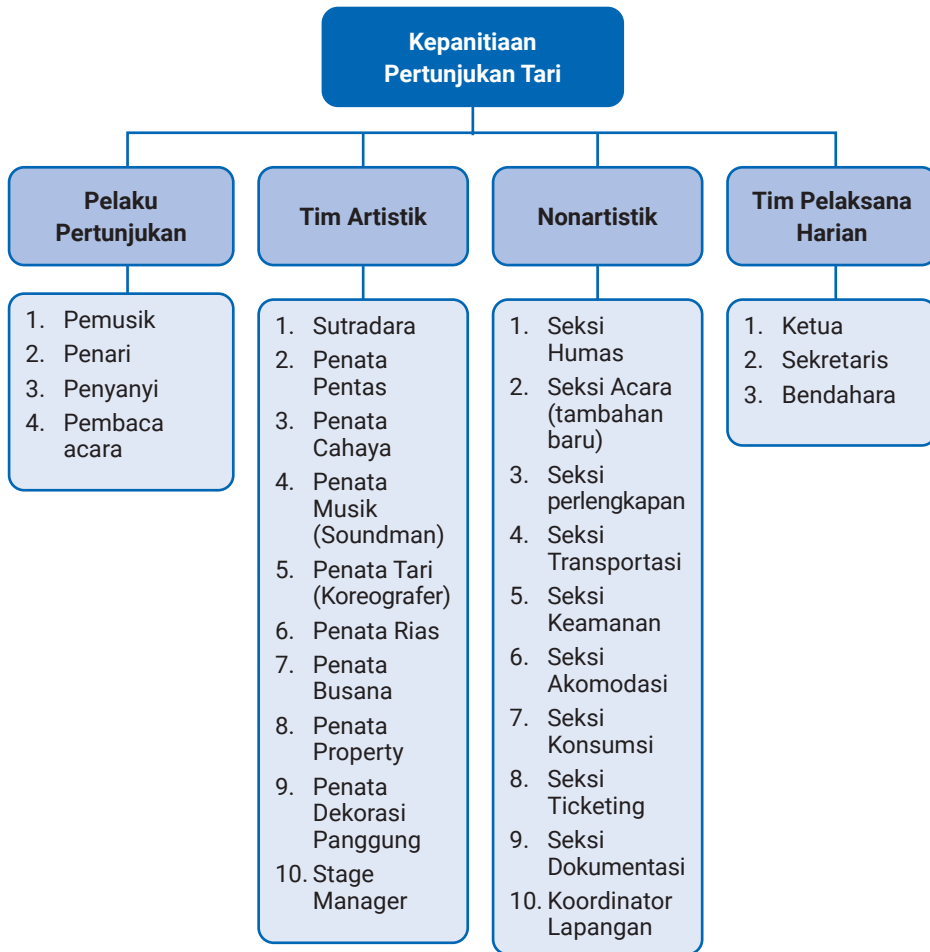 Kepanitiaan
Pertunjukan Tari
Pelaku
Pertunjukan
1. Pemusik
2. Penari
3. Penyanyi
4. Pembaca
acara
Tim Artistik
1. Sutradara
2. Penata
Pentas
3. Penata
Cahaya
4. Penata
Musik
(Soundman)
5. Penata Tari
(Koreografer)
6. Penata Rias
7. Penata
Busana
8. Penata
Property
9. Penata
Dekorasi
Panggung
10. Stage
Manager
Nonartistik
1. Seksi
Humas
2. Seksi Acara
(tambahan
baru)
3. Seksi
perlengkapan
4. Seksi
Transportasi
5. Seksi
Keamanan
6. Seksi
Akomodasi
7. Seksi
Konsumsi
8. Seksi
Ticketing
9. Seksi
Dokumentasi
10. Koordinator
Lapangan
Tim Pelaksana
Harian
1. Ketua
2. Sekretaris
3. Bendahara